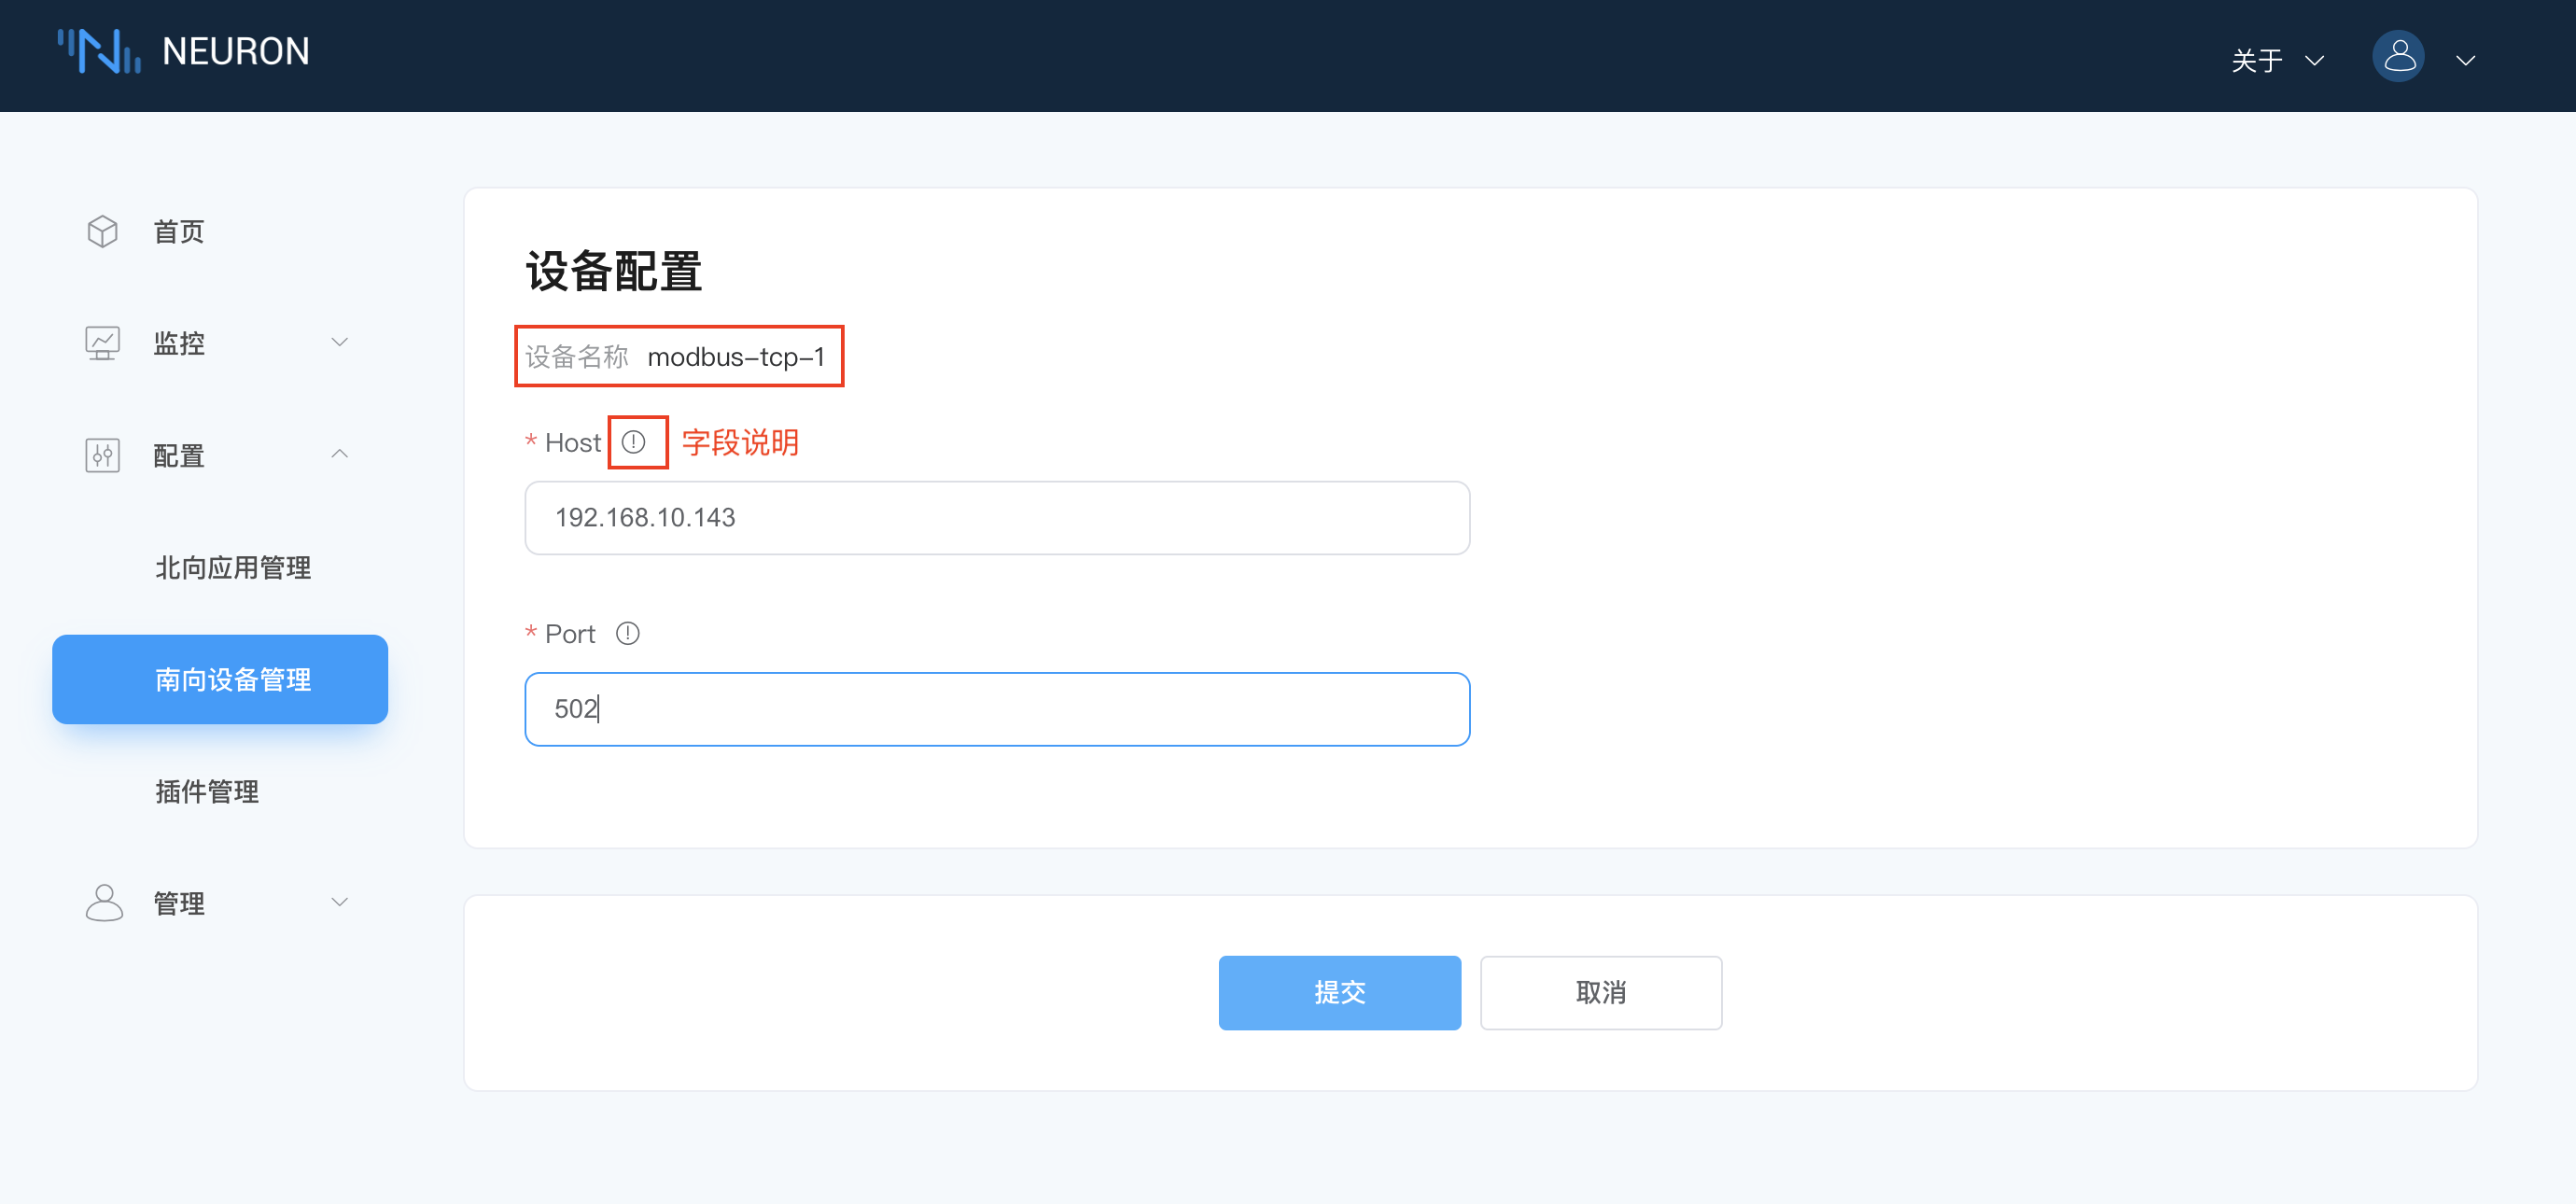 NEURON
关于
首页
监控
配置
北向应用管理
南向设备管理
插件管理
管理
设备配置
设备名称 modbus-tcp-1
* Host 字段说明
192.168.10.143
* Port
502
提交 取消